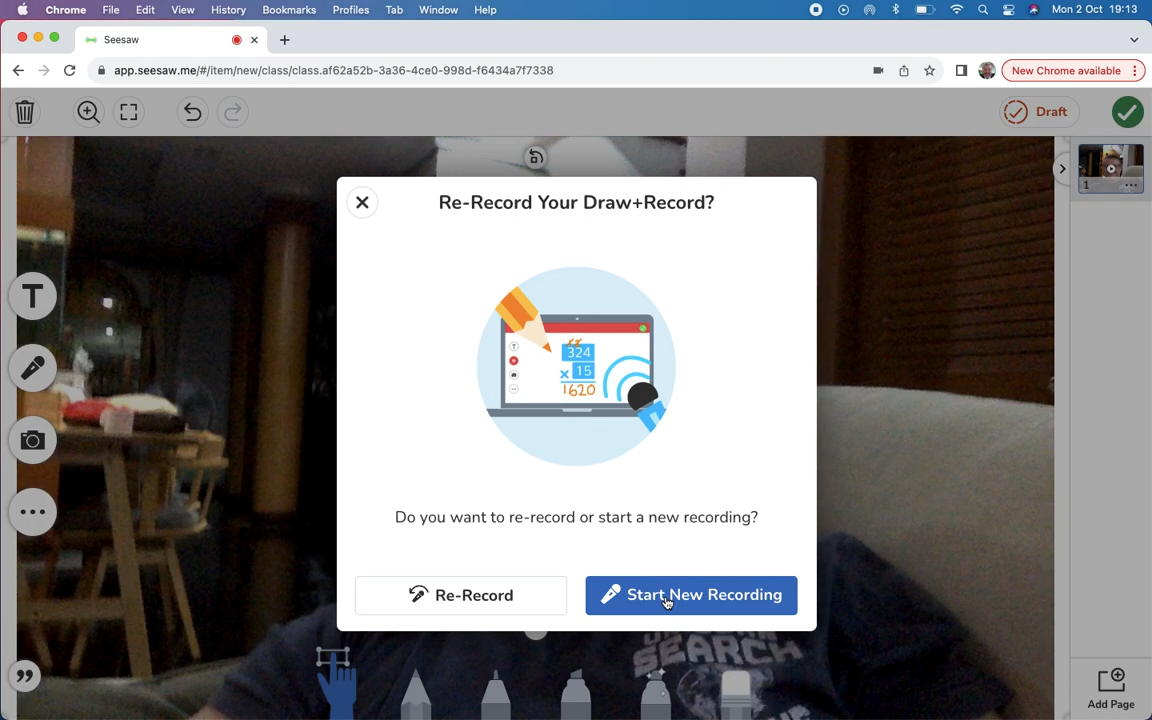 Chrome File Edit View History Bookmarks Profiles Tab Window Help Mon 2 Oct 19:13
Seesaw
app.seesaw.me/#/item/new/class/class.af62a52b-3a36-4ce0-998d-f6434a7f7338 New Chrome available
Draft
1
Re-Record Your Draw+Record?
T
324
x 15
1620
T
Do you want to re-record or start a new recording?
Re-Record Start New Recording
SEARCH
Add Page